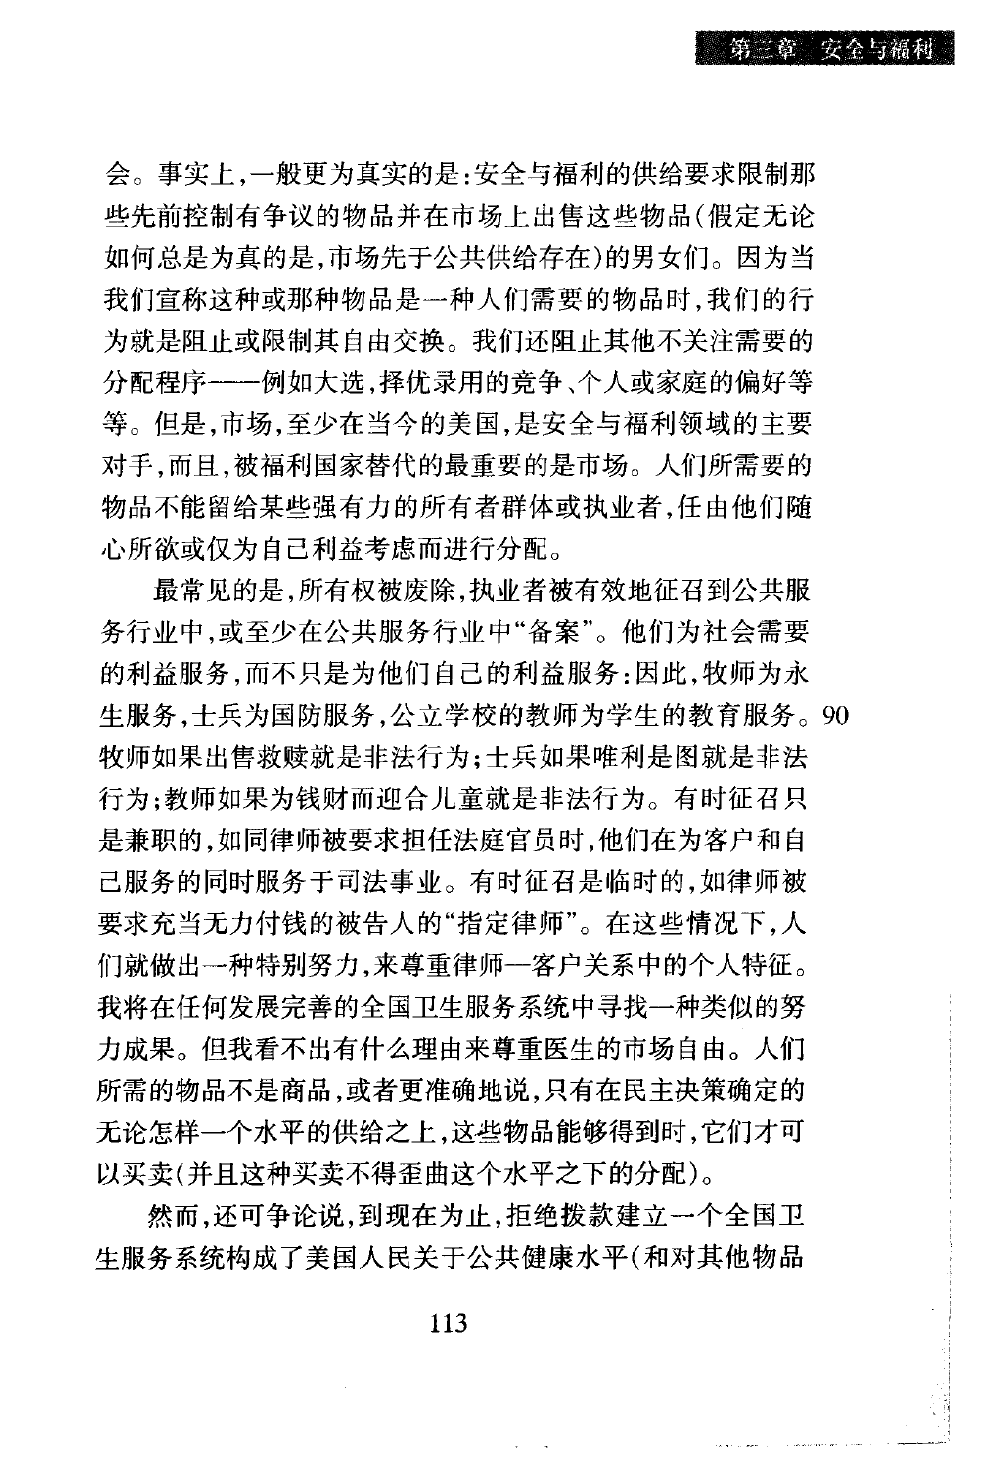 第三章 安全与福利
会。事实上,一般更为真实的是:安全与福利的供给要求限制那
些先前控制有争议的物品并在市场上出售这些物品(假定无论
如何总是为真的是,市场先于公共供给存在)的男女们。因为当
我们宣称这种或那种物品是一种人们需要的物品时,我们的行
为就是阻止或限制其自由交换。我们还阻止其他不关注需要的
分配程序——例如大选,择优录用的竞争、个人或家庭的偏好等
等。但是,市场,至少在当今的美国,是安全与福利领域的主要
对手,而且,被福利国家替代的最重要的是市场。人们所需要的
物品不能留给某些强有力的所有者群体或执业者,任由他们随
心所欲或仅为自己利益考虑而进行分配。
最常见的是,所有权被废除,执业者被有效地征召到公共服
务行业中,或至少在公共服务行业中“备案”。他们为社会需要
的利益服务,而不只是为他们自己的利益服务:因此,牧师为永
生服务,士兵为国防服务,公立学校的教师为学生的教育服务。90
牧师如果出售救赎就是非法行为;士兵如果唯利是图就是非法
行为;教师如果为钱财而迎合儿童就是非法行为。有时征召只
是兼职的,如同律师被要求担任法庭官员时,他们在为客户和自
己服务的同时服务于司法事业。有时征召是临时的,如律师被
要求充当无力付钱的被告人的“指定律师”。在这些情况下,人
们就做出一种特别努力,来尊重律师—客户关系中的个人特征。
我将在任何发展完善的全国卫生服务系统中寻找一种类似的努
力成果。但我看不出有什么理由来尊重医生的市场自由。人们
所需的物品不是商品,或者更准确地说,只有在民主决策确定的
无论怎样一个水平的供给之上,这些物品能够得到时,它们才可
以买卖(并且这种买卖不得歪曲这个水平之下的分配)。
然而,还可争论说,到现在为止,拒绝拨款建立一个全国卫
生服务系统构成了美国人民关于公共健康水平(和对其他物品
113